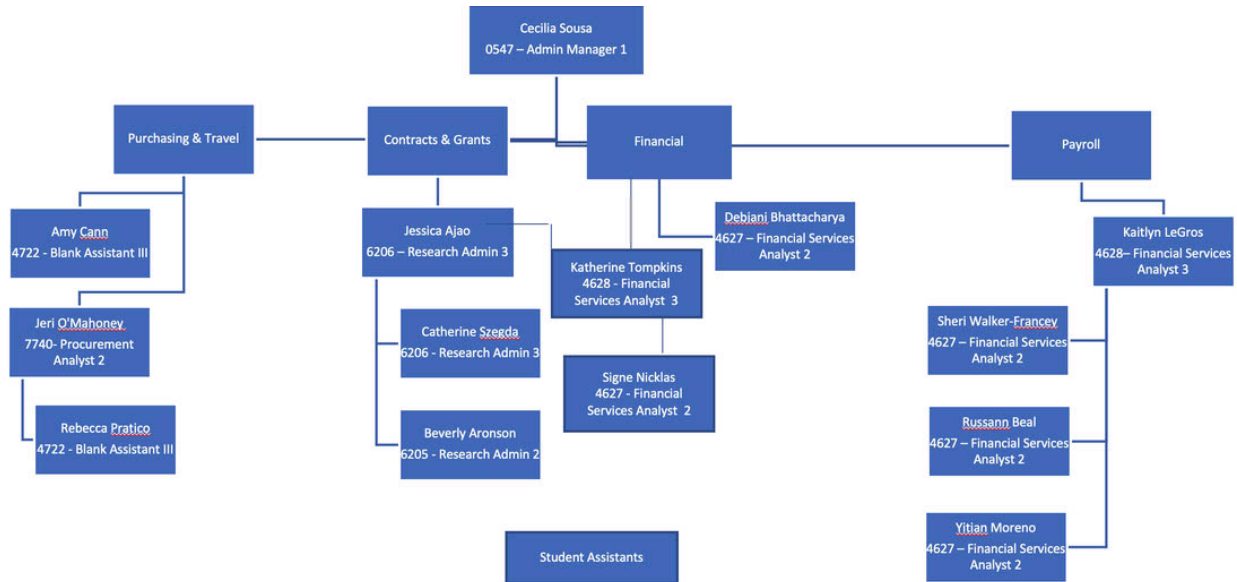 Cecilia Sousa
0547 – Admin Manager 1
Purchasing & Travel
Contracts & Grants
Financial
Payroll
Amy Cann
4722 - Blank Assistant III
Jeri O'Mahoney
7740- Procurement
Analyst 2
Rebecca Pratico
4722 - Blank Assistant III
Jessica Ajao
6206 – Research Admin 3
Catherine Szegda
6206 - Research Admin 3
Beverly Aronson
6205 - Research Admin 2
Katherine Tompkins
4628 - Financial
Services Analyst 3
Signe Nicklas
4627 - Financial
Services Analyst 2
Debjani Bhattacharya
4627 – Financial Services
Analyst 2
Kaitlyn LeGros
4628– Financial Services
Analyst 3
Sheri Walker-Francey
4627 – Financial Services
Analyst 2
Russann Beal
4627 – Financial Services
Analyst 2
Yitian Moreno
4627 – Financial Services
Analyst 2
Student Assistants